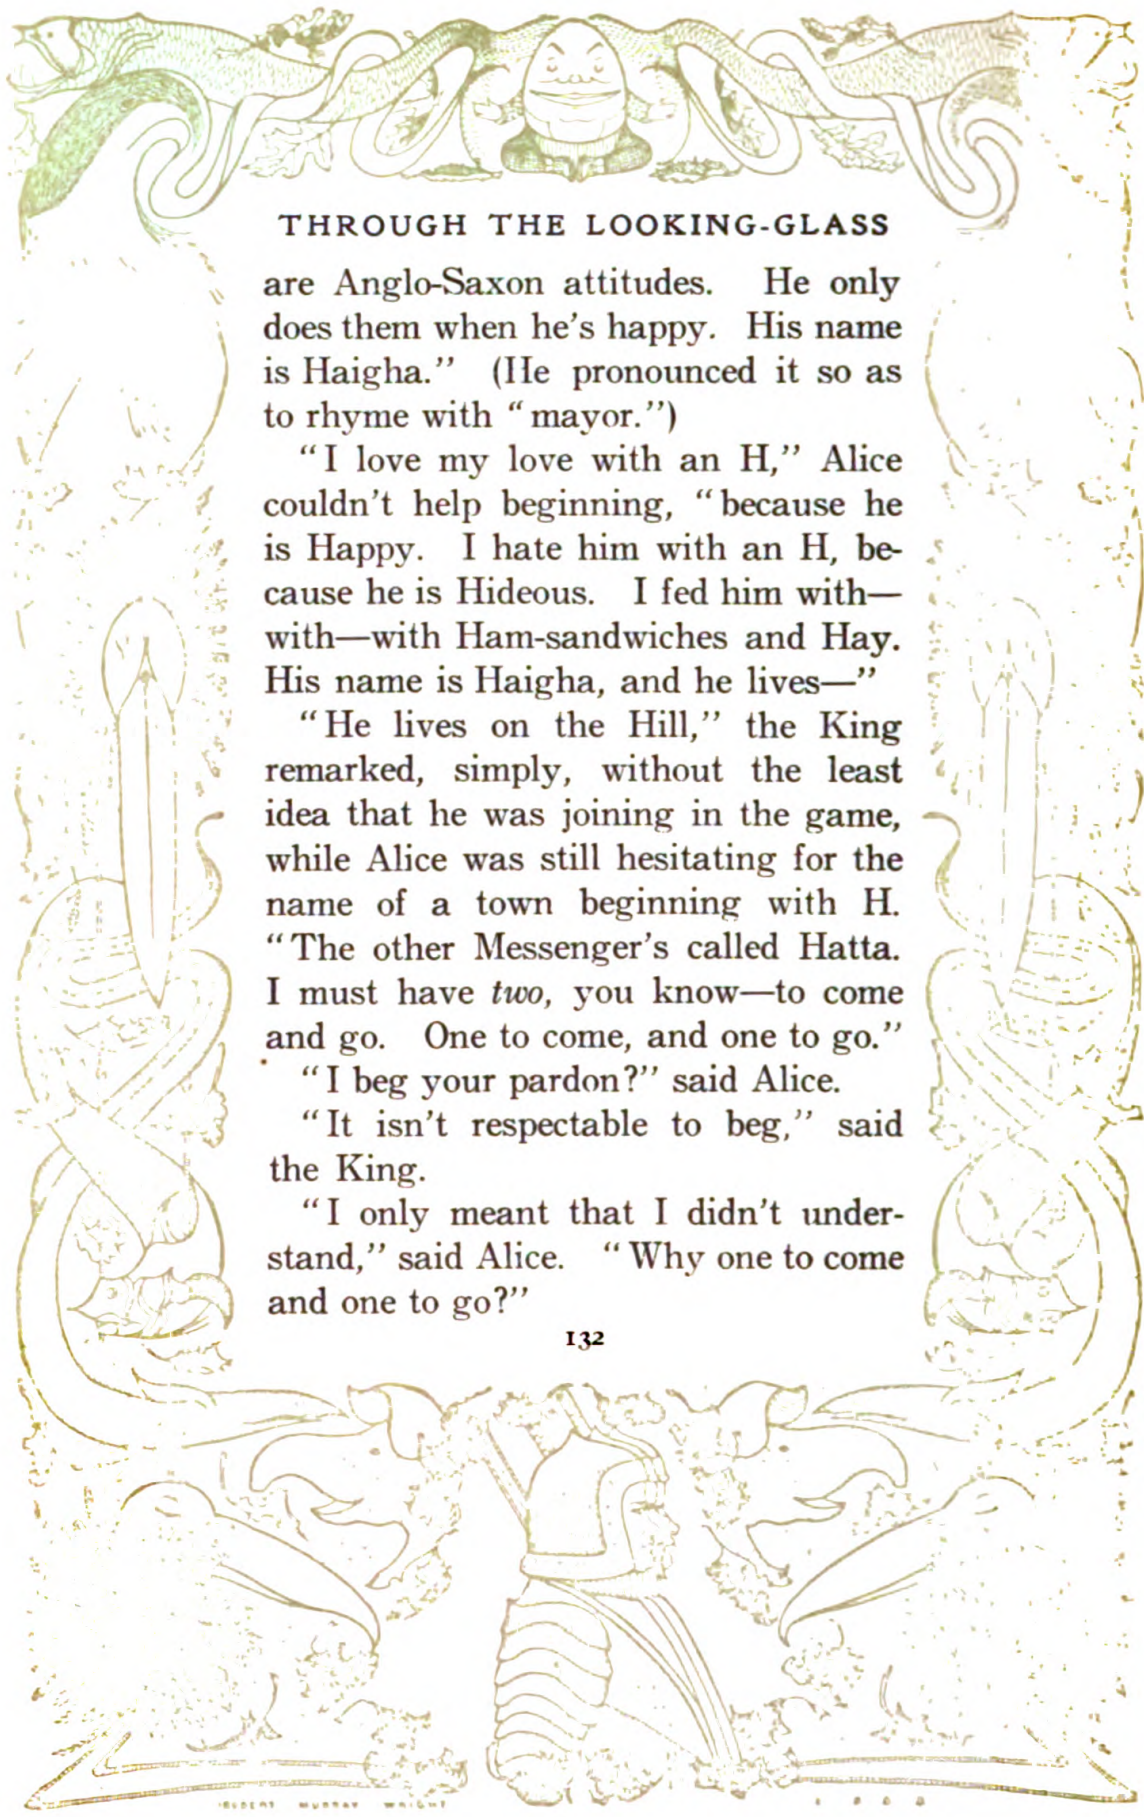 THROUGH THE LOOKING-GLASS
are Anglo-Saxon attitudes. He only
does them when he's happy. His name
is Haigha." (He pronounced it so as
to rhyme with "mayor.")
"I love my love with an H," Alice
couldn't help beginning, "because he
is Happy. I hate him with an H, be-
cause he is Hideous. I fed him with—
with—with Ham-sandwiches and Hay.
His name is Haigha, and he lives—"
"He lives on the Hill," the King
remarked, simply, without the least
idea that he was joining in the game,
while Alice was still hesitating for the
name of a town beginning with H.
"The other Messenger's called Hatta.
I must have two, you know—to come
and go. One to come, and one to go."
"I beg your pardon?" said Alice.
"It isn't respectable to beg," said
the King.
"I only meant that I didn't under-
stand," said Alice. "Why one to come
and one to go?"
132
MURRAY WRIGHT